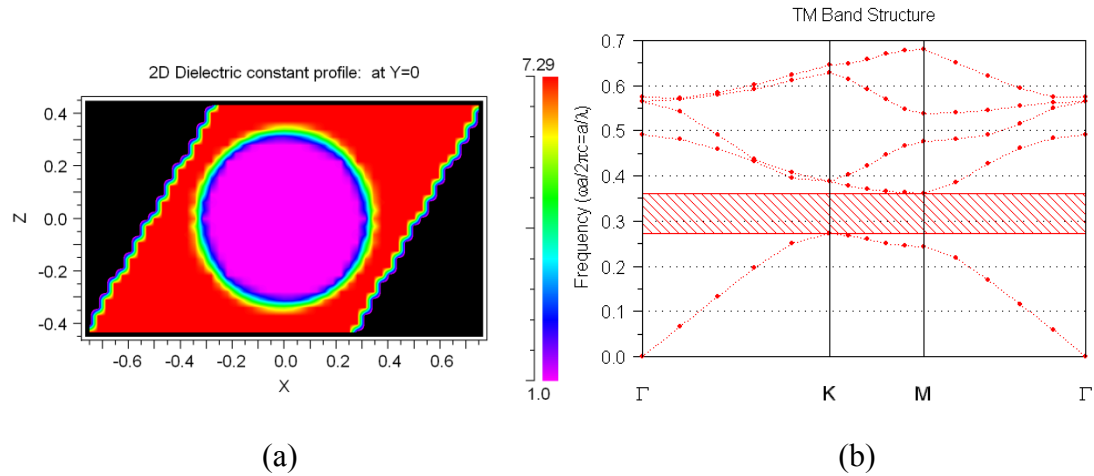 2D Dielectric constant profile: at Y=0
7.29
0.4
0.2
0.0
-0.2
-0.4
Z
-0.6 -0.4 -0.2 0.0 0.2 0.4 0.6
X
1.0
(a)
TM Band Structure
0.7
0.6
0.5
0.4
0.3
0.2
0.1
0.0
Frequency (ωa/2πc=a/λ)
Γ K M Γ
(b)